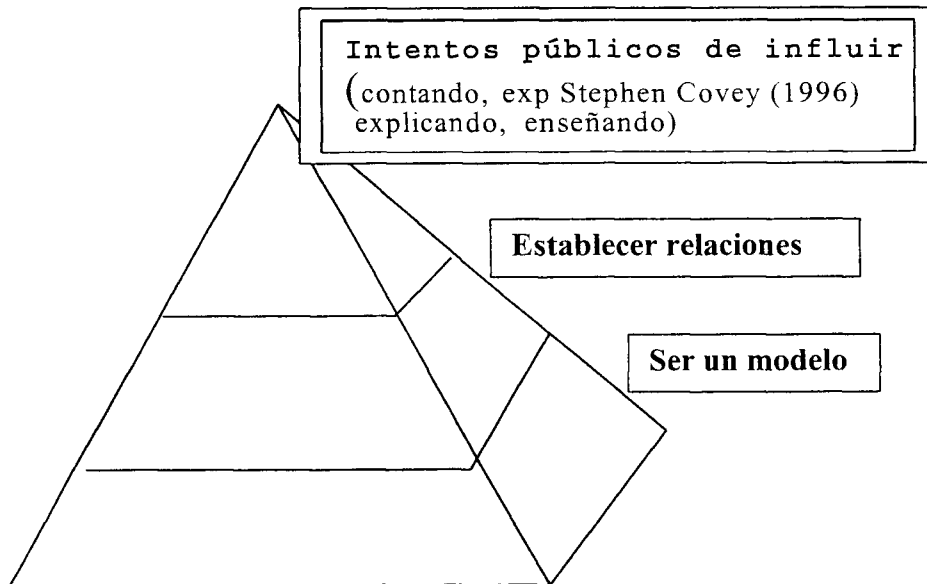 Intentos públicos de influir
(contando, exp Stephen Covey (1996)
explicando, enseñando)
Establecer relaciones
Ser un modelo